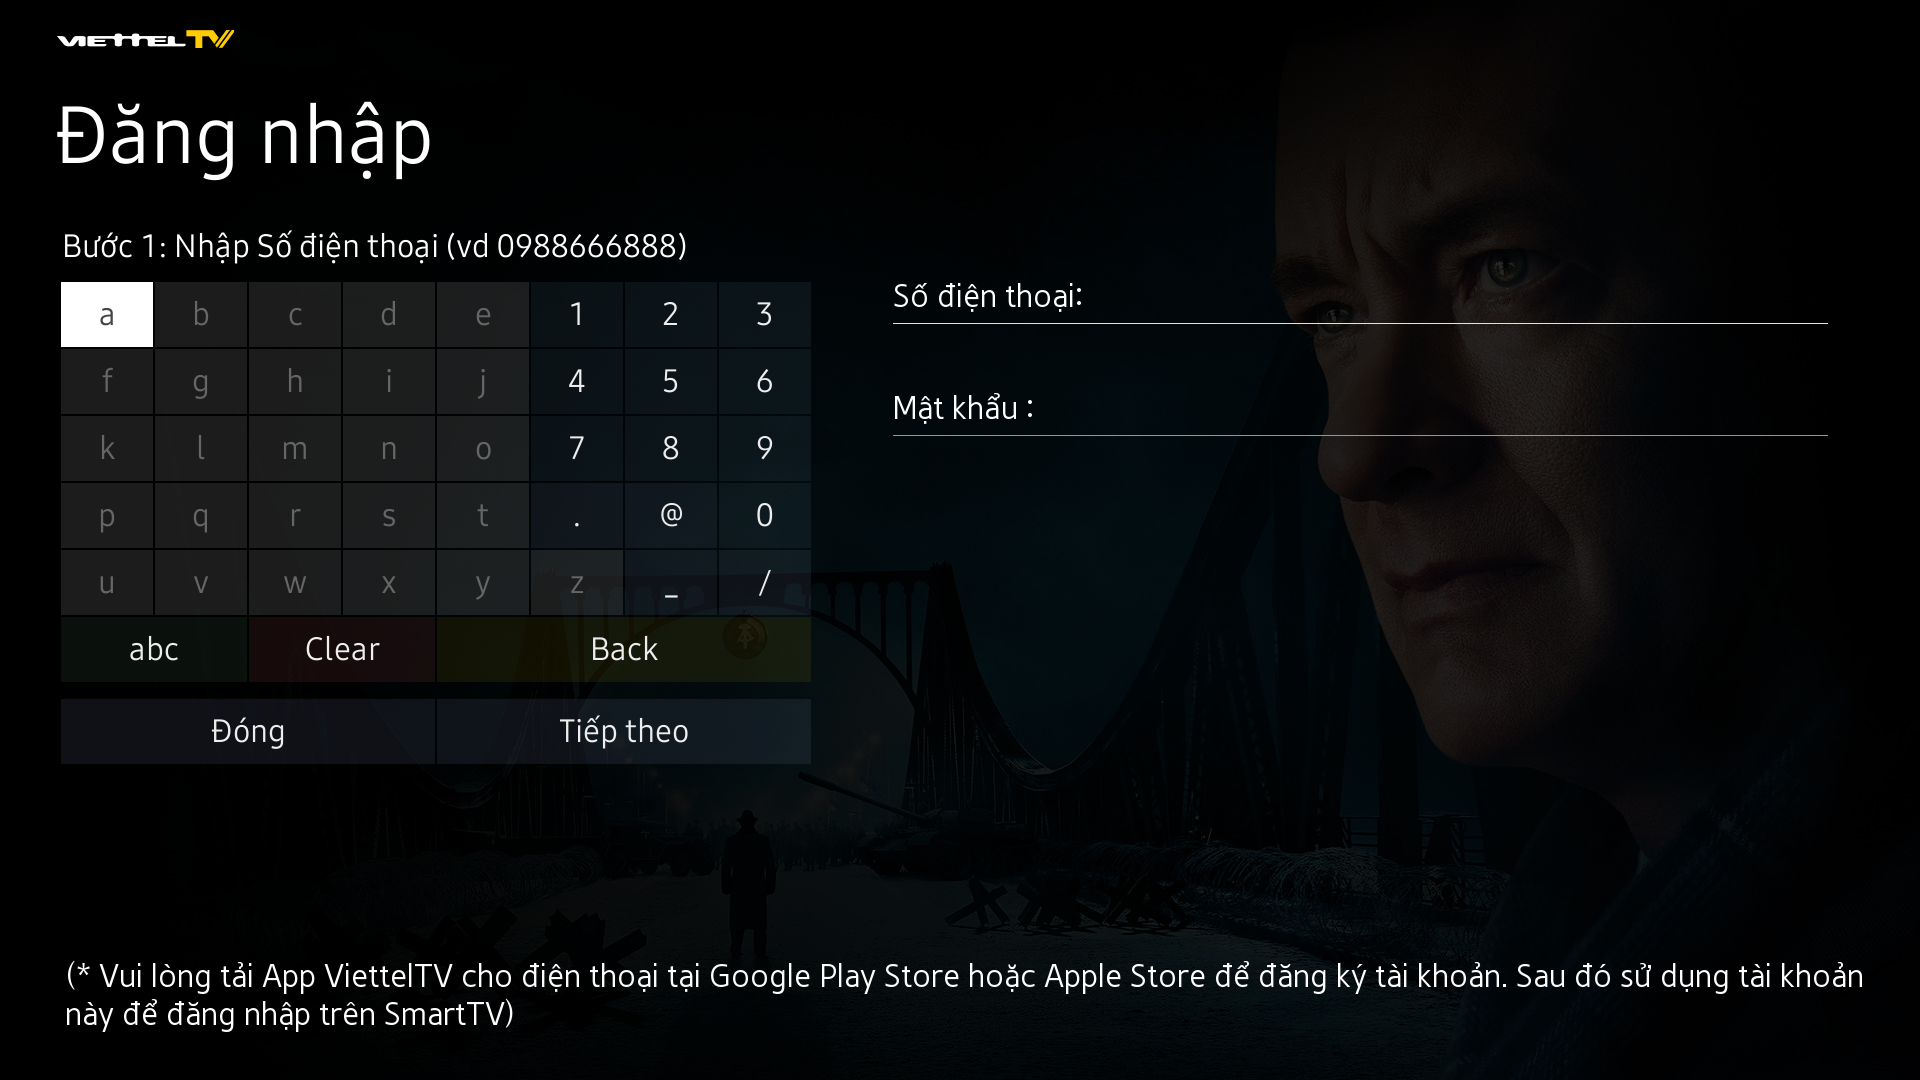 VIETTELTV
Đăng nhập
Bước 1: Nhập Số điện thoại (vd 0988666888)
a b c d e 1 2 3
f g h i j 4 5 6
k l m n o 7 8 9
p q r s t . @ 0
u v w x y z _ /
abc Clear Back
Đóng Tiếp theo
Số điện thoại:
Mật khẩu :
(* Vui lòng tải App ViettelTV cho điện thoại tại Google Play Store hoặc Apple Store để đăng ký tài khoản. Sau đó sử dụng tài khoản
này để đăng nhập trên SmartTV)